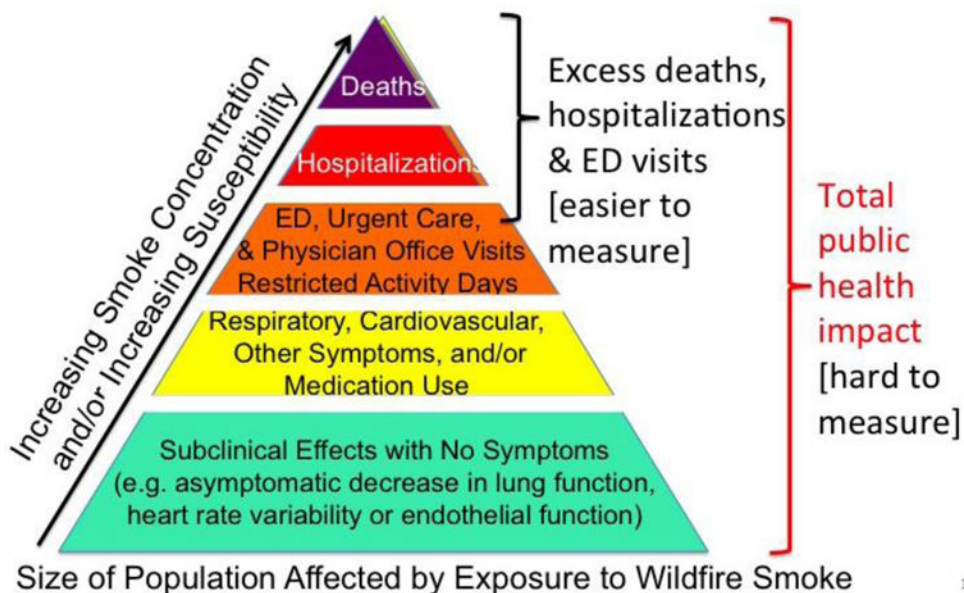 Increasing Smoke Concentration
and/or Increasing Susceptibility
Deaths
Hospitalizations
ED, Urgent Care,
& Physician Office Visits
Restricted Activity Days
Respiratory, Cardiovascular,
Other Symptoms, and/or
Medication Use
Subclinical Effects with No Symptoms
(e.g. asymptomatic decrease in lung function,
heart rate variability or endothelial function)
Excess deaths,
hospitalizations
& ED visits
[easier to
measure]
Total
public
health
impact
[hard to
measure]
Size of Population Affected by Exposure to Wildfire Smoke